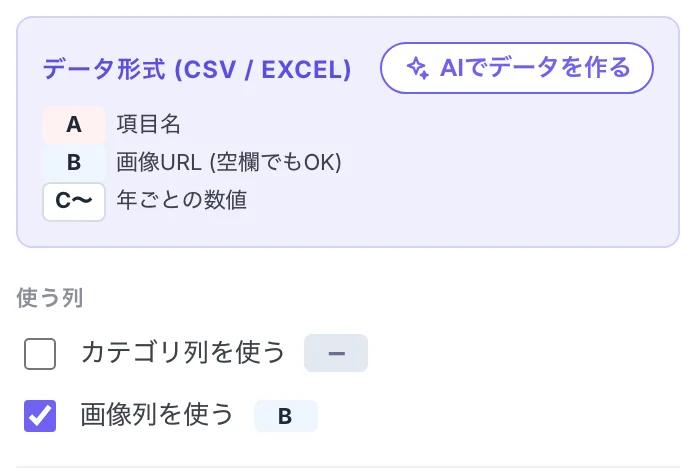 データ形式 (CSV / EXCEL) AIでデータを作る
A 項目名
B 画像URL (空欄でもOK)
C〜 年ごとの数値
使う列
カテゴリ列を使う –
画像列を使う B